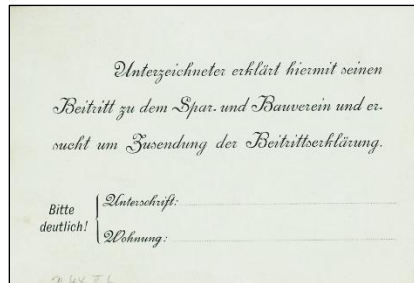 Unterzeichneter erklärt hiermit seinen
Beitritt zu dem Spar- und Bauverein und er-
sucht um Zusendung der Beitrittserklärung.
Bitte deutlich!
Unterschrift:
Wohnung: